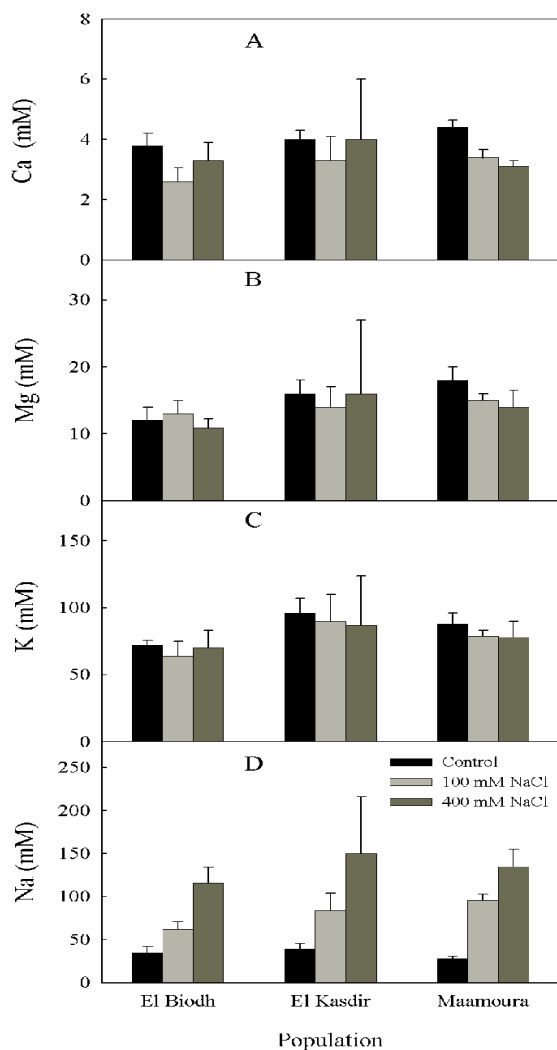 8
A
6
4
2
0
Ca (mM)
B
30
20
10
0
Mg (mM)
C
150
100
50
0
K (mM)
D
Control
100 mM NaCl
400 mM NaCl
250
200
150
100
50
0
Na (mM)
El Biodh El Kasdir Maamoura
Population